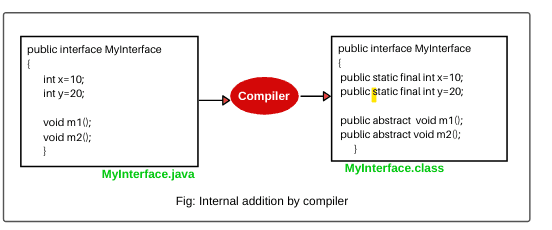 public interface MyInterface
{
int x=10;
int y=20;
void m1();
void m2();
}
MyInterface.java
Compiler
public interface MyInterface
{
public static final int x=10;
public static final int y=20;
public abstract  void m1();
public abstract void m2();
}
MyInterface.class
Fig: Internal addition by compiler